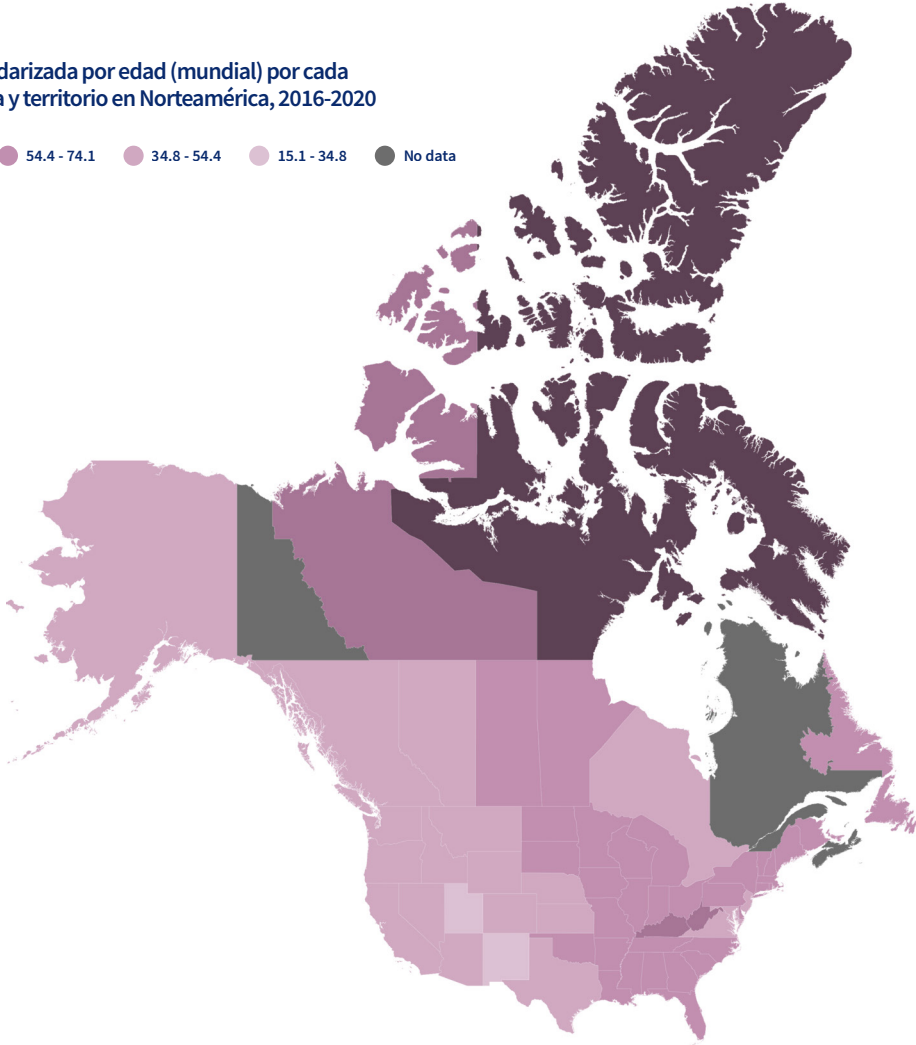 darizada por edad (mundial) por cada
y territorio en Norteamérica, 2016-2020
54.4 - 74.1 34.8 - 54.4 15.1 - 34.8 No data